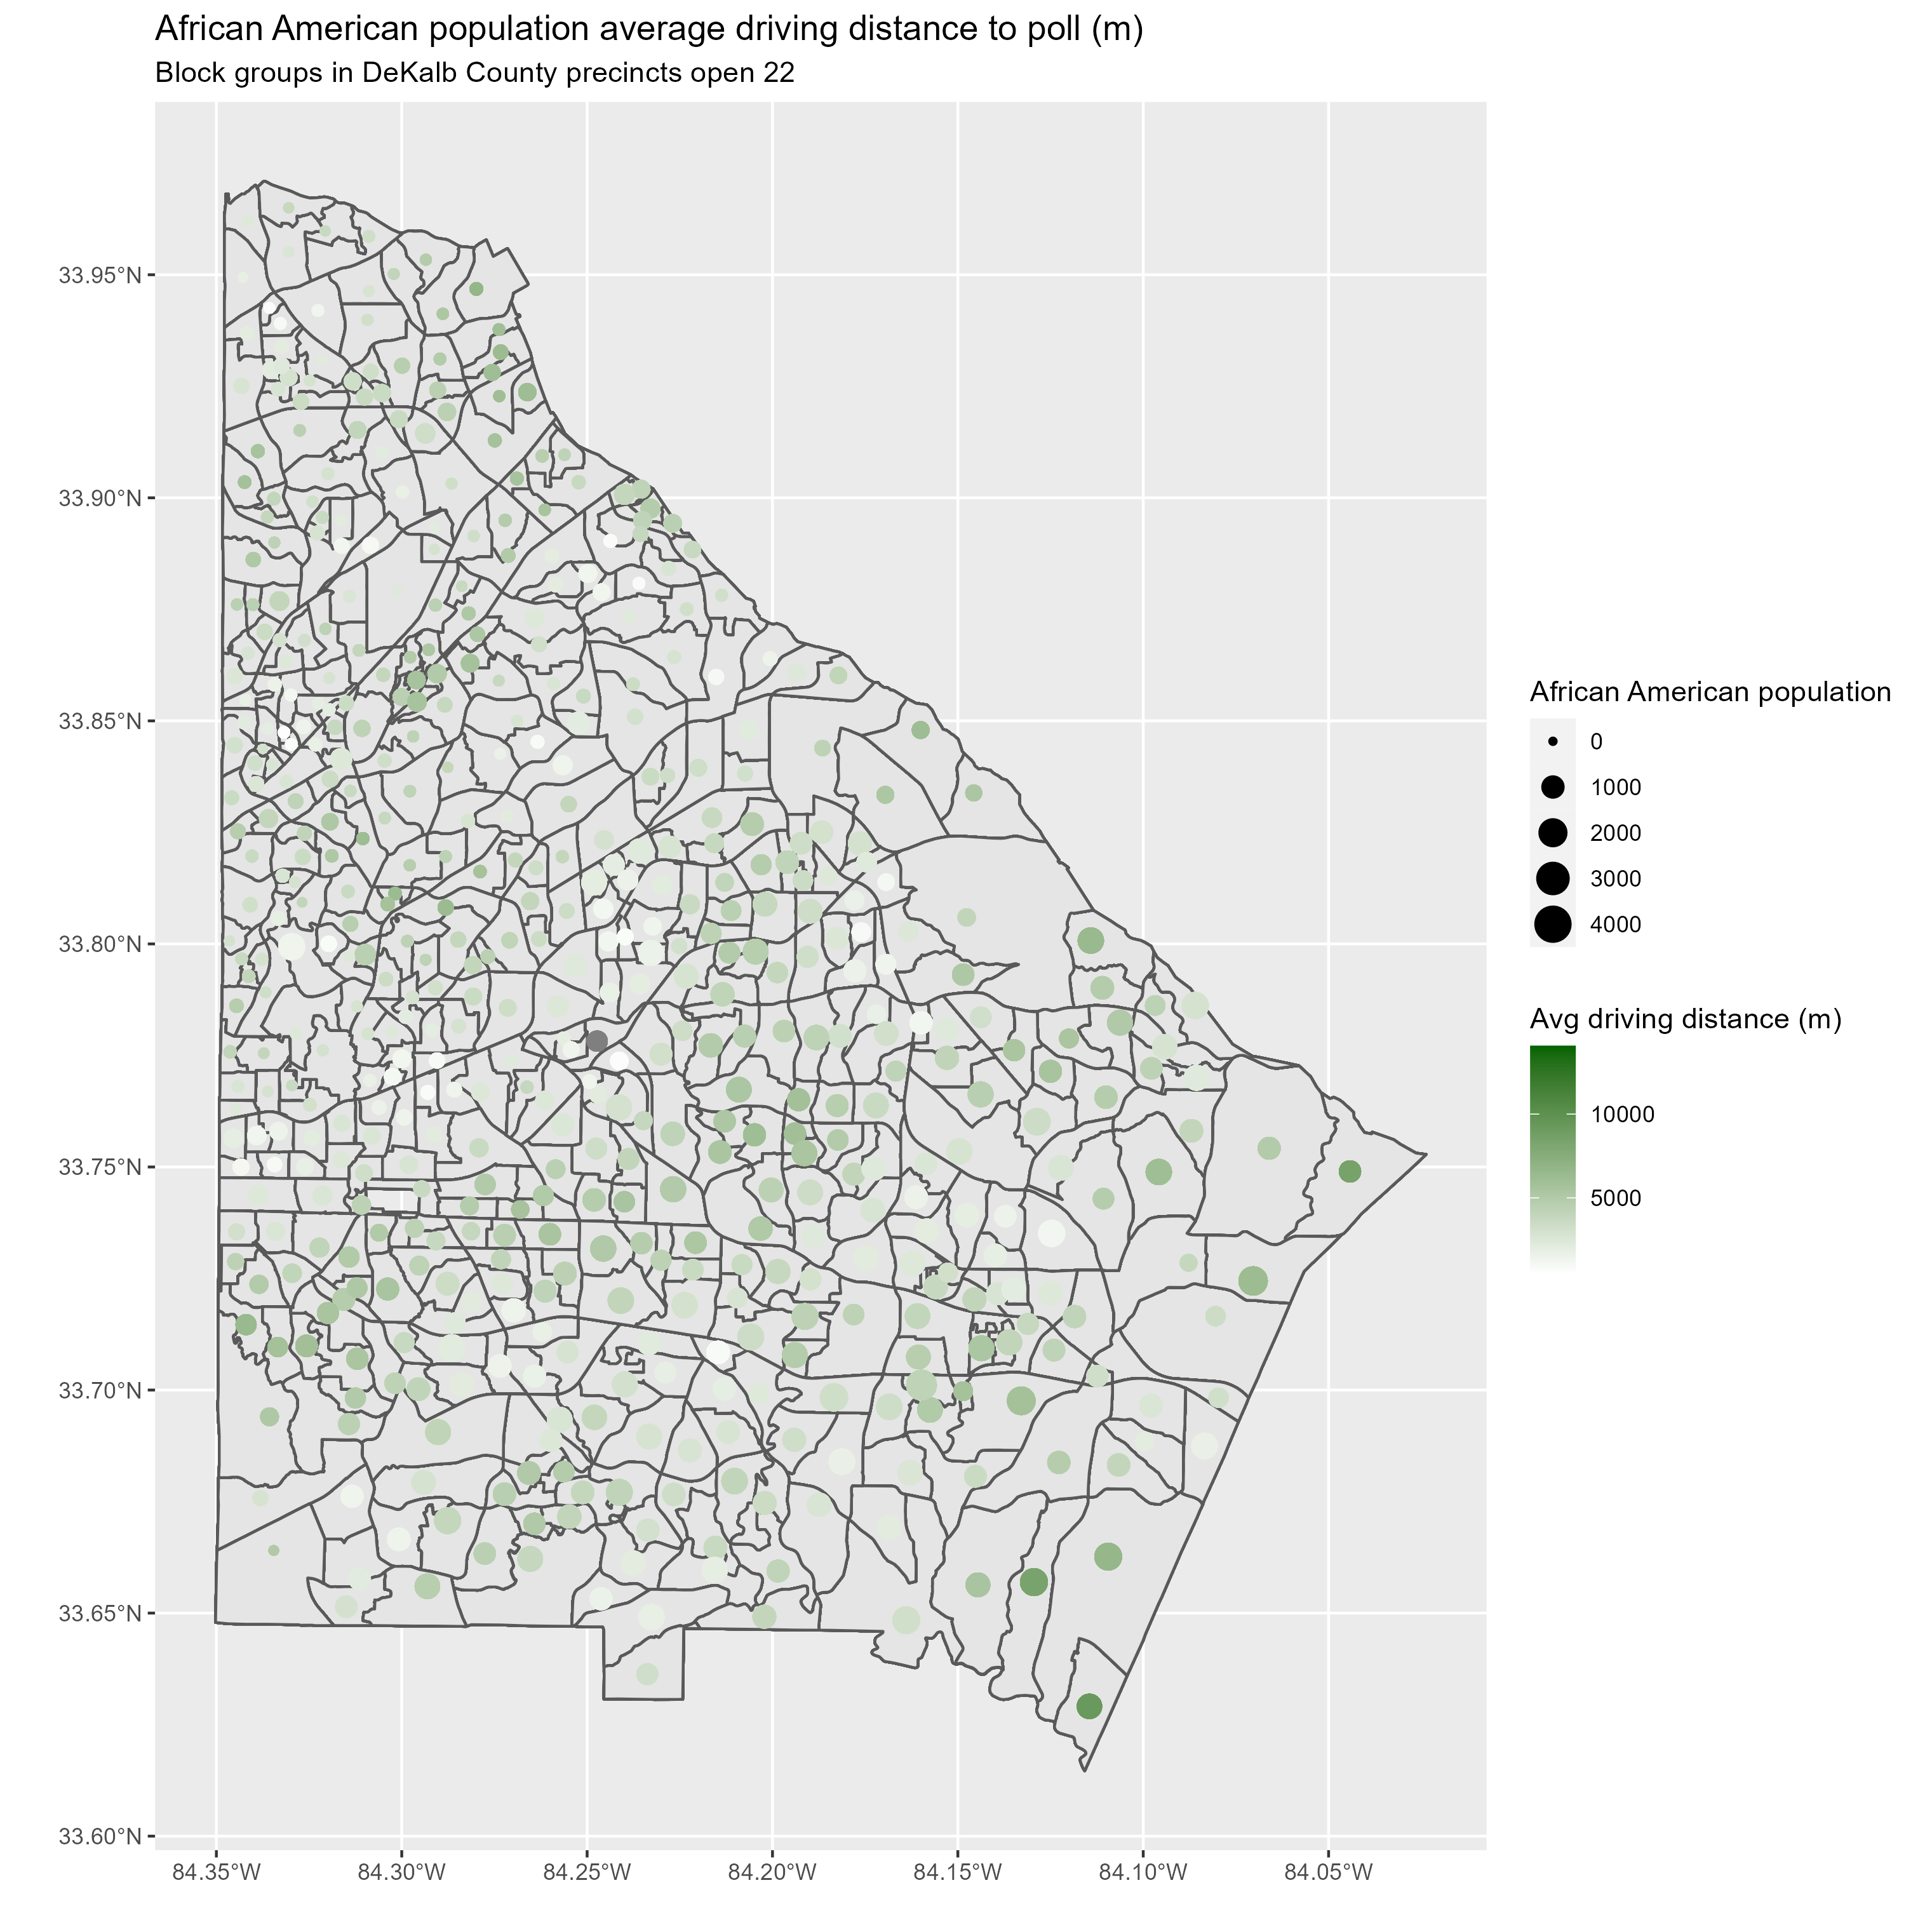 African American population average driving distance to poll (m)
Block groups in DeKalb County precincts open 22
33.95°N
33.90°N
33.85°N
33.80°N
33.75°N
33.70°N
33.65°N
33.60°N
84.35°W
84.30°W
84.25°W
84.20°W
84.15°W
84.10°W
84.05°W
African American population
0
1000
2000
3000
4000
Avg driving distance (m)
10000
5000